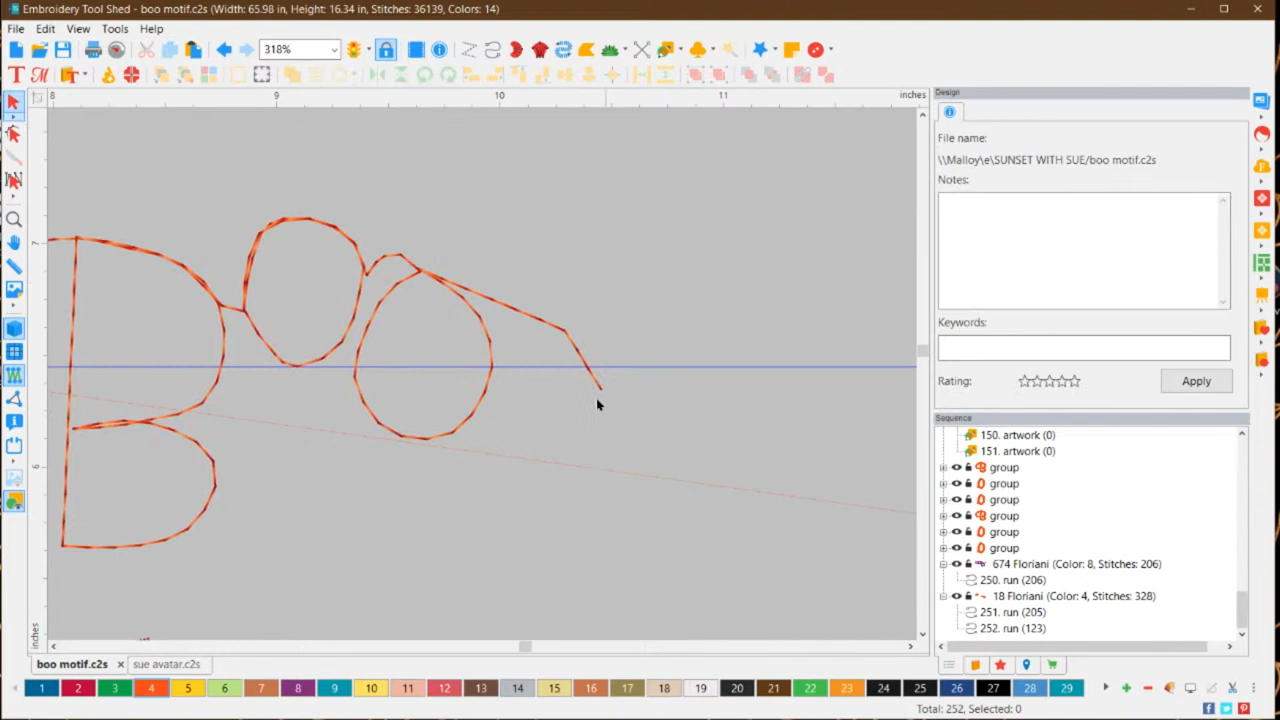 Embroidery Tool Shed - boo motif.c2s (Width: 65.98 in, Height: 16.34 in, Stitches: 36139, Colors: 14)
File Edit View Tools Help
318%
8 9 10 11 inches
7
6
inches
Design
File name:
\\Malloy\e\SUNSET WITH SUE/boo motif.c2s
Notes:
Keywords:
Rating:
Apply
Sequence
150. artwork (0)
151. artwork (0)
group
group
group
group
group
group
674 Floriani (Color: 8, Stitches: 206)
250. run (206)
18 Floriani (Color: 4, Stitches: 328)
251. run (205)
252. run (123)
boo motif.c2s sue avatar.c2s
1 2 3 4 5 6 7 8 9 10 11 12 13 14 15 16 17 18 19 20 21 22 23 24 25 26 27 28 29
Total: 252, Selected: 0